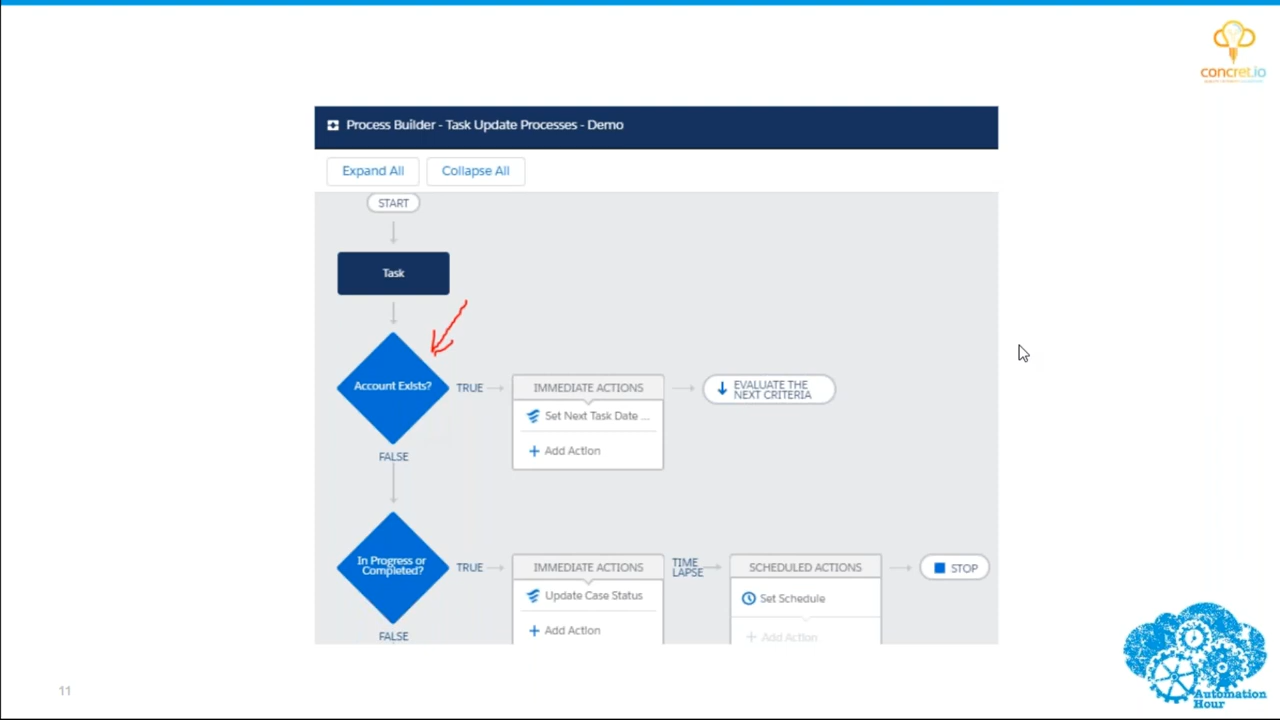 concret.io
Process Builder - Task Update Processes - Demo
Expand All
Collapse All
START
Task
Account Exists?
TRUE
IMMEDIATE ACTIONS
EVALUATE THE
NEXT CRITERIA
Set Next Task Date ...
Add Action
FALSE
In Progress or
Completed?
TRUE
IMMEDIATE ACTIONS
TIME
LAPSE
SCHEDULED ACTIONS
STOP
Update Case Status
Set Schedule
Add Action
Add Action
FALSE
11
Automation
Hour